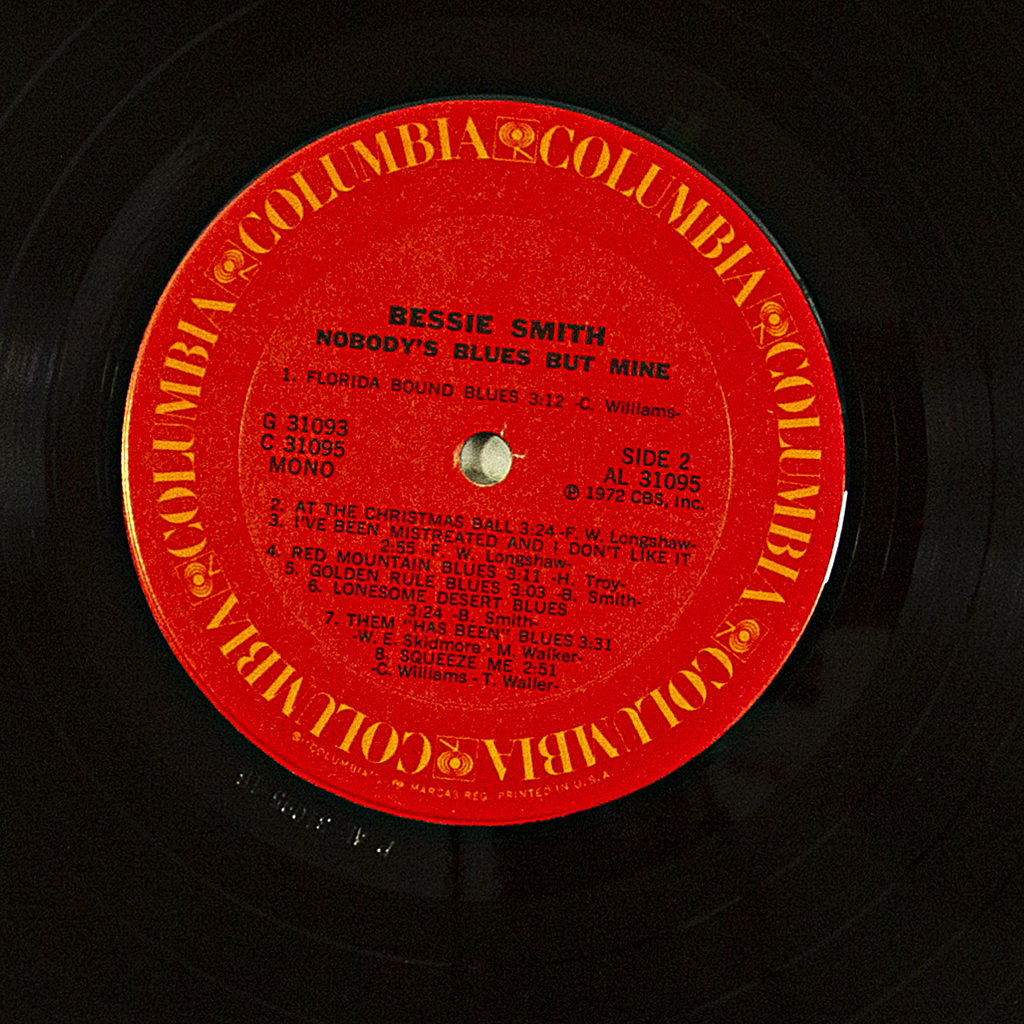 COLUMBIA COLUMBIA COLUMBIA COLUMBIA COLUMBIA COLUMBIA
BESSIE SMITH
NOBODY'S BLUES BUT MINE
1. FLORIDA BOUND BLUES 3:12 -C. Williams-
G 31093
C 31095
MONO
SIDE 2
AL 31095
℗ 1972 CBS, Inc.
2. AT THE CHRISTMAS BALL 3:24 -F. W. Longshaw-
3. I'VE BEEN MISTREATED AND I DON'T LIKE IT
2:55 -F. W. Longshaw-
4. RED MOUNTAIN BLUES 3:11 -H. Troy-
5. GOLDEN RULE BLUES 3:03 -B. Smith-
6. LONESOME DESERT BLUES
3:24 -B. Smith-
7. THEM "HAS BEEN" BLUES 3:31
-W. E. Skidmore - M. Walker-
8. SQUEEZE ME 2:51
-C. Williams - T. Waller-
® "COLUMBIA", ® MARCAS REG. PRINTED IN U.S.A.